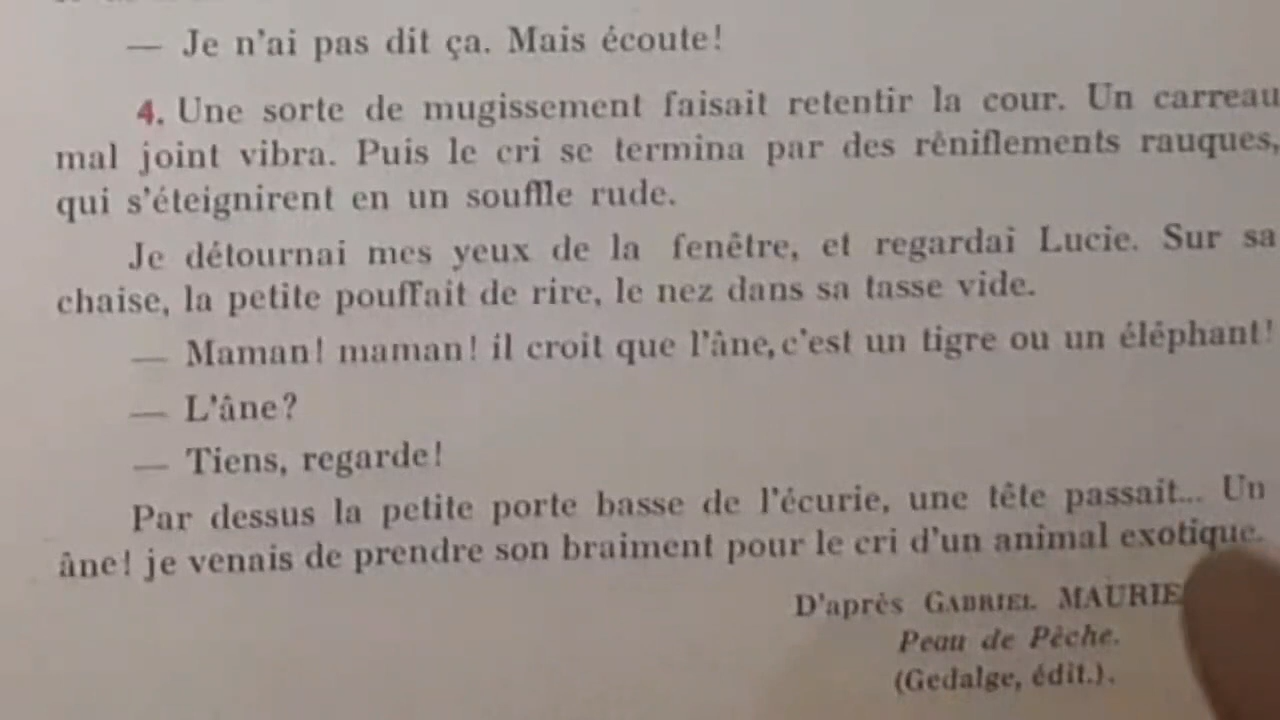 — Je n'ai pas dit ça. Mais écoute!
4. Une sorte de mugissement faisait retentir la cour. Un carreau
mal joint vibra. Puis le cri se termina par des rêniflements rauques,
qui s'éteignirent en un souffle rude.
Je détournai mes yeux de la fenêtre, et regardai Lucie. Sur sa
chaise, la petite pouffait de rire, le nez dans sa tasse vide.
— Maman! maman! il croit que l'âne, c'est un tigre ou un éléphant!
— L'âne?
— Tiens, regarde!
Par dessus la petite porte basse de l'écurie, une tête passait... Un
âne! je venais de prendre son braiment pour le cri d'un animal exotique.
D'après GABRIEL MAURIE
Peau de Pêche.
(Gedalge, édit.).